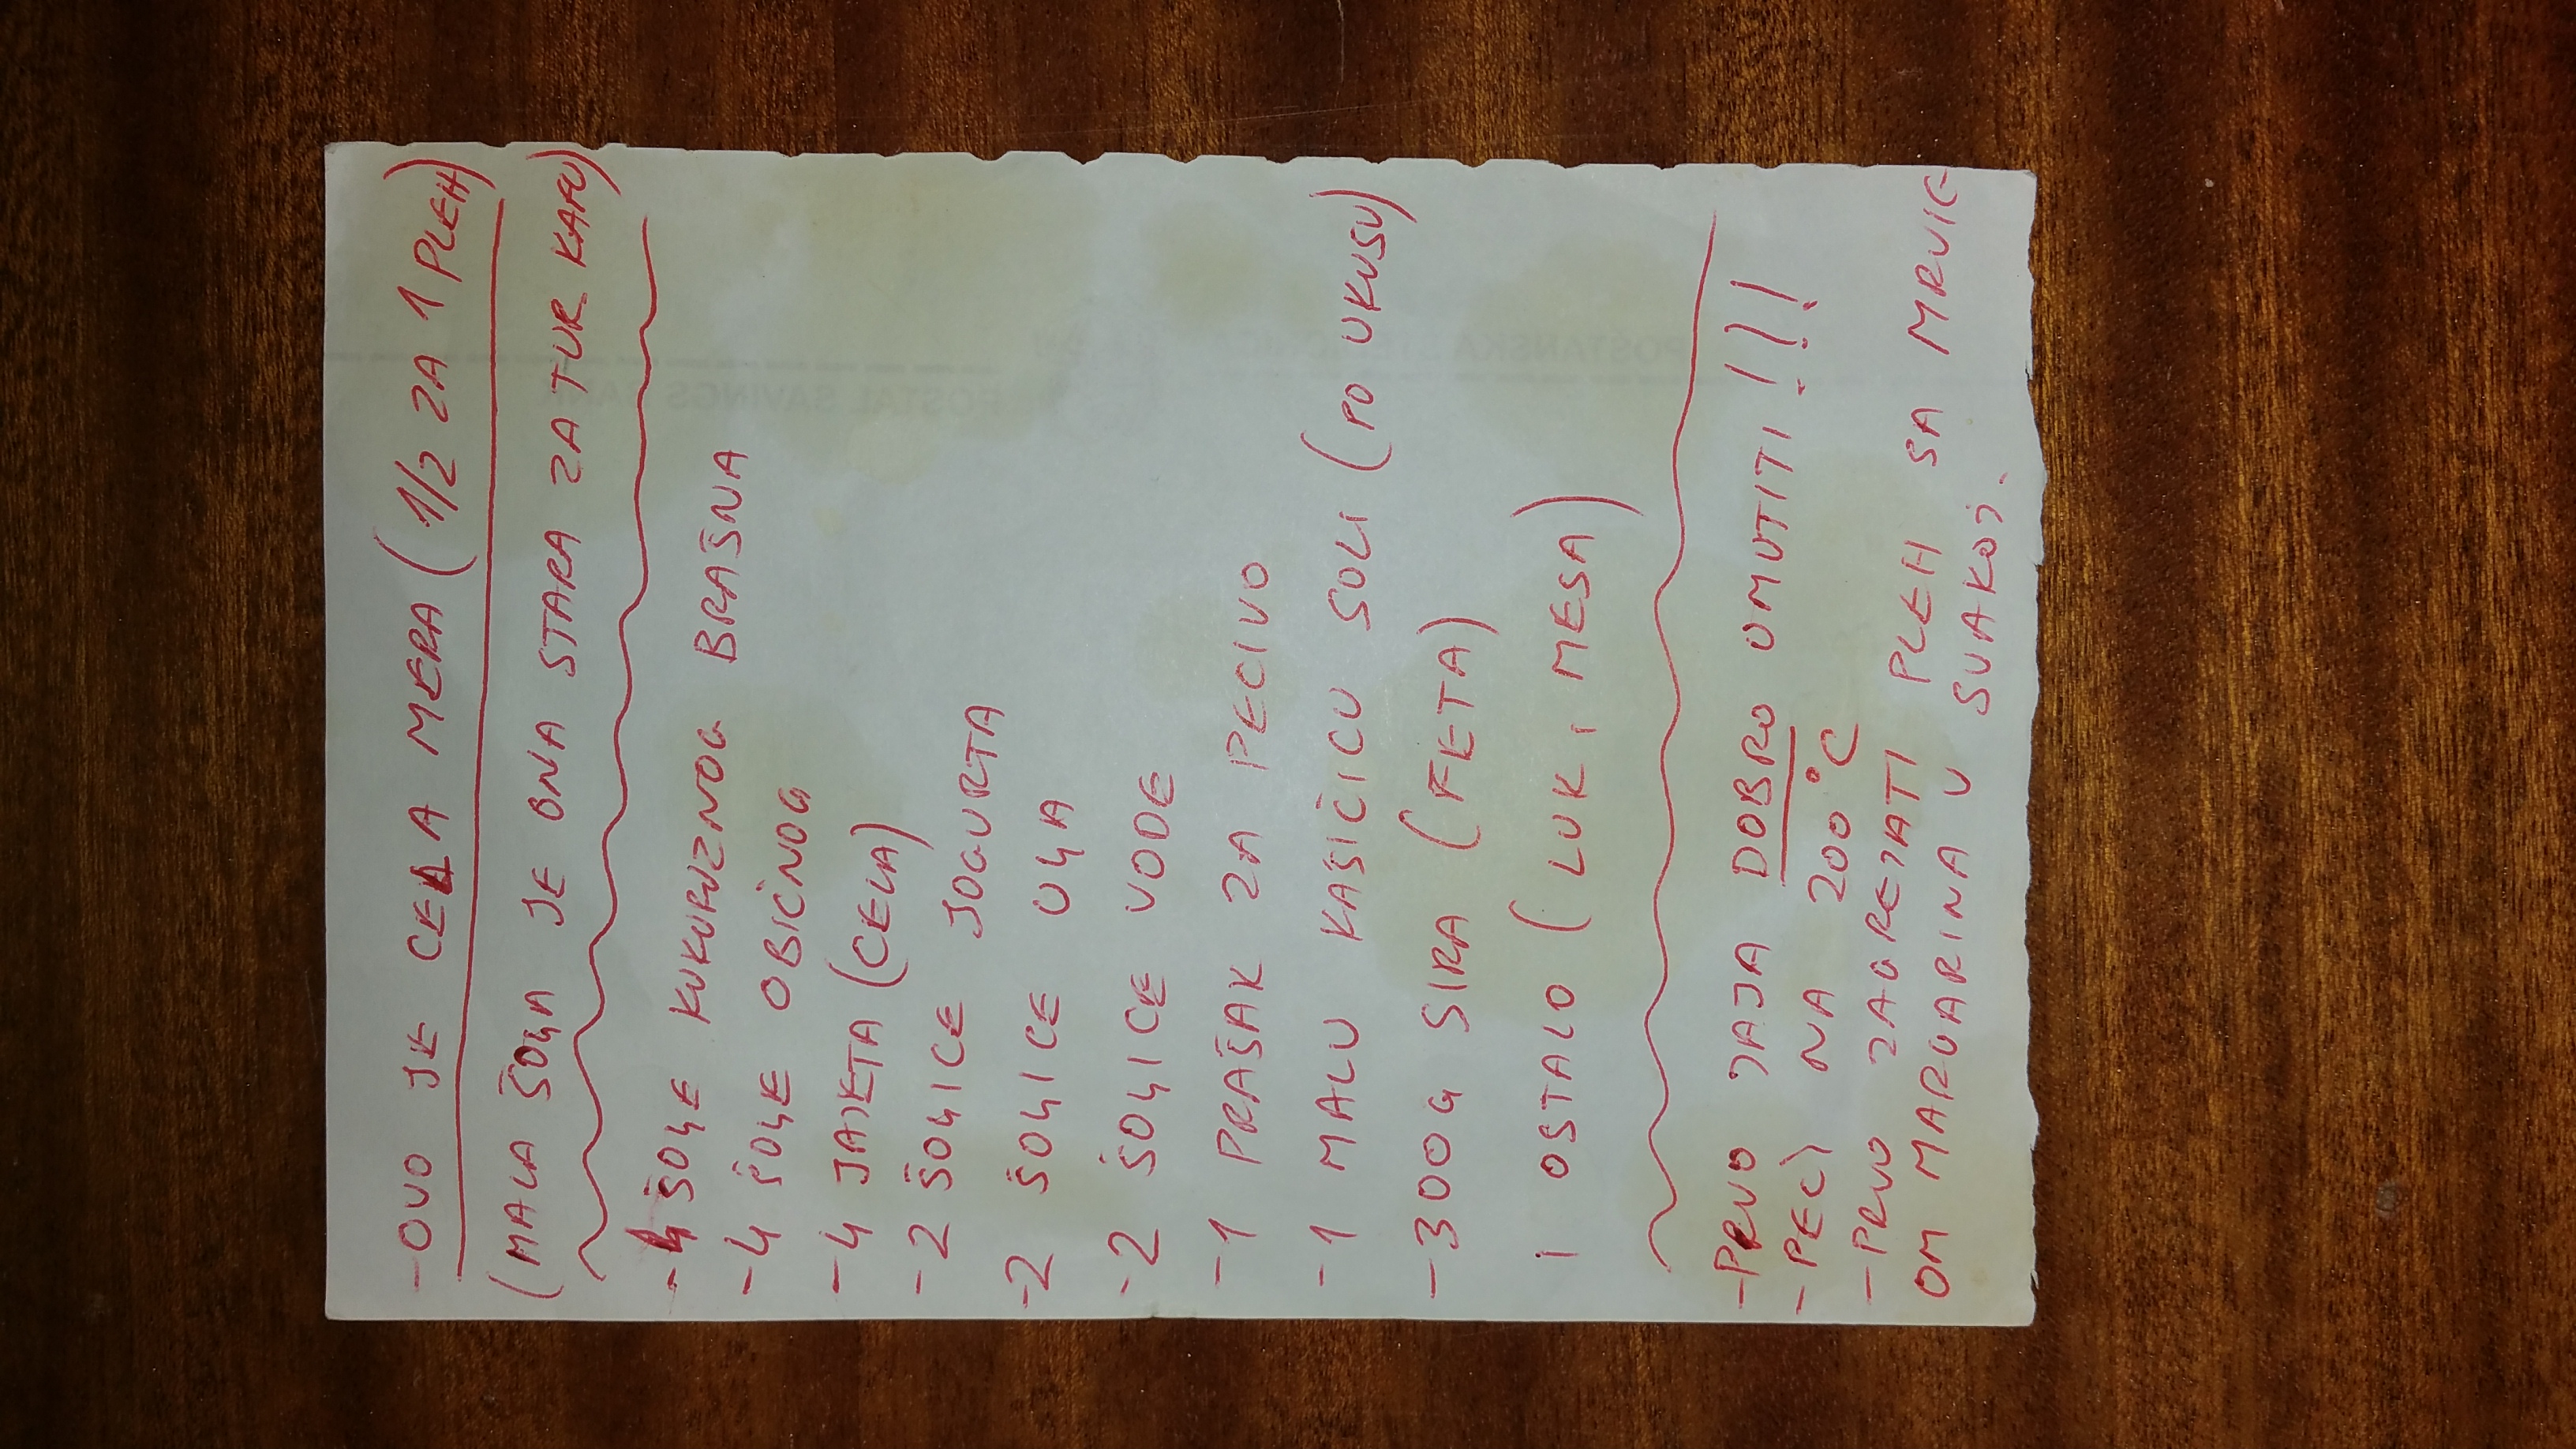 -OVO JE CELA MERA (1/2 ZA 1 PLEH)
(MALA ŠOLJA JE ONA STARA ZA TUR. KAFU)
-4 ŠOLJE KUKURUZNOG BRAŠNA
-4 ŠOLJE OBIČNOG
-4 JAJETA (CELA)
-2 ŠOLJICE JOGURTA
-2 ŠOLJICE ULJA
-2 ŠOLJICE VODE
-1 PRAŠAK ZA PECIVO
-1 MALU KAŠIČICU SOLI (PO UKUSU)
-300G SIRA (FETA)
I OSTALO (LUK, MESA)
-PRVO JAJA DOBRO UMUTITI!!!
-PECI NA 200°C
-PRVO ZAGREJATI PLEH SA MRVIC
OM MARGARINA U SVAKOJ.